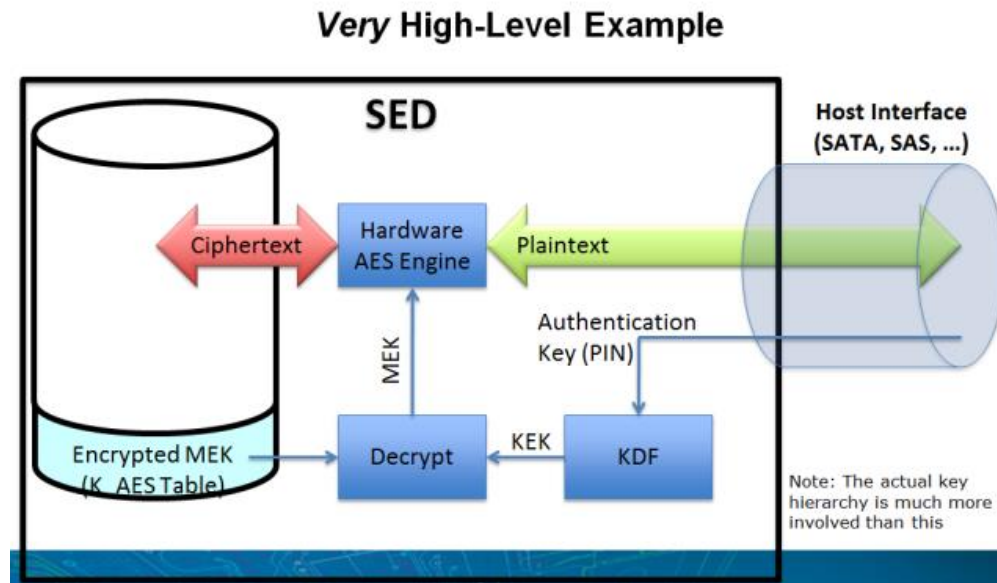 Very High-Level Example
SED
Host Interface
(SATA, SAS, ...)
Ciphertext
Hardware
AES Engine
Plaintext
Authentication
Key (PIN)
MEK
Encrypted MEK
(K_AES Table)
Decrypt
KEK
KDF
Note: The actual key
hierarchy is much more
involved than this